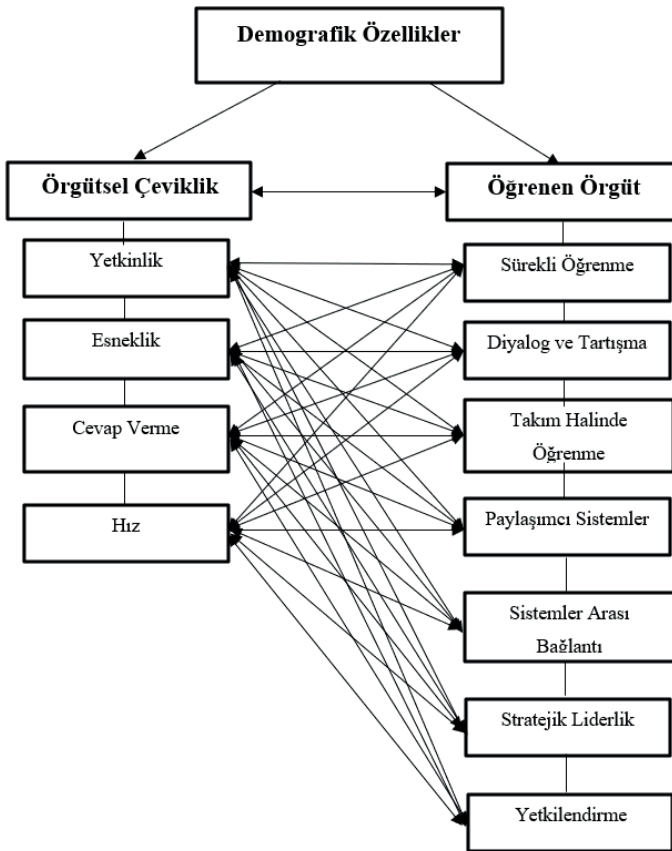 Demografik Özellikler
Örgütsel Çeviklik
Öğrenen Örgüt
Yetkinlik
Sürekli Öğrenme
Esneklik
Diyalog ve Tartışma
Cevap Verme
Takım Halinde
Öğrenme
Hız
Paylaşımcı Sistemler
Sistemler Arası
Bağlantı
Stratejik Liderlik
Yetkilendirme